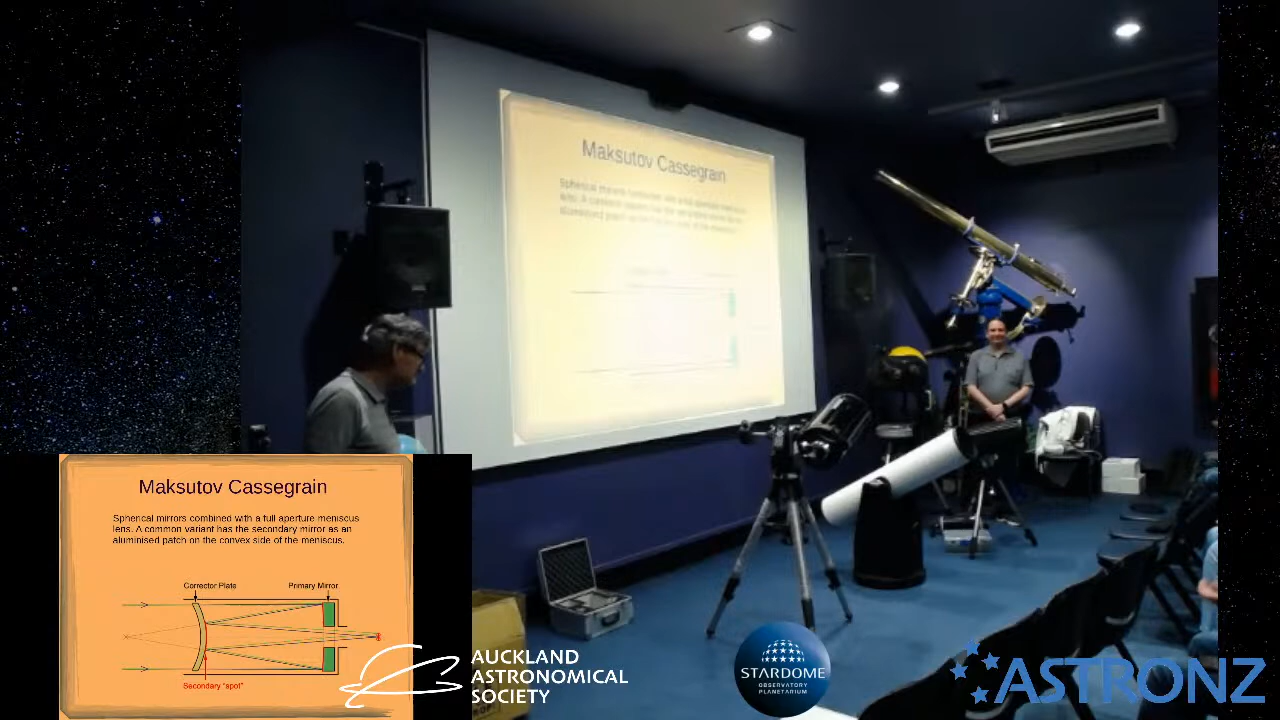 Maksutov Cassegrain
Maksutov Cassegrain
Spherical mirrors combined with a full aperture meniscus
lens. A common variant has the secondary mirror as an
aluminised patch on the convex side of the meniscus.
Corrector Plate
Primary Mirror
Secondary "spot"
AUCKLAND
ASTRONOMICAL
SOCIETY
STARDOME
OBSERVATORY
PLANETARIUM
ASTRONZ